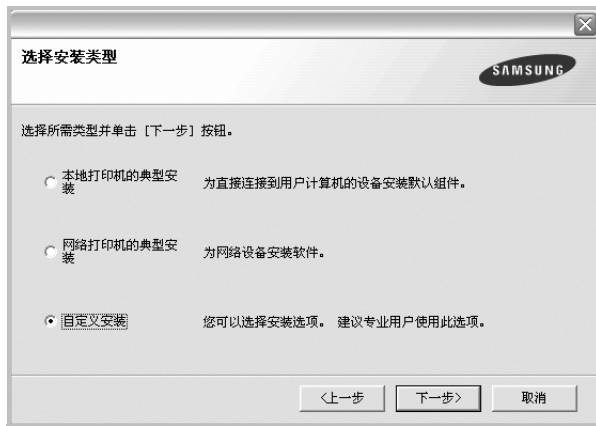 选择安装类型
SAMSUNG
选择所需类型并单击 [下一步] 按钮。
本地打印机的典型安
装
为直接连接到用户计算机的设备安装默认组件。
网络打印机的典型安
装
为网络设备安装软件。
自定义安装
您可以选择安装选项。 建议专业用户使用此选项。
<上一步
下一步>
取消